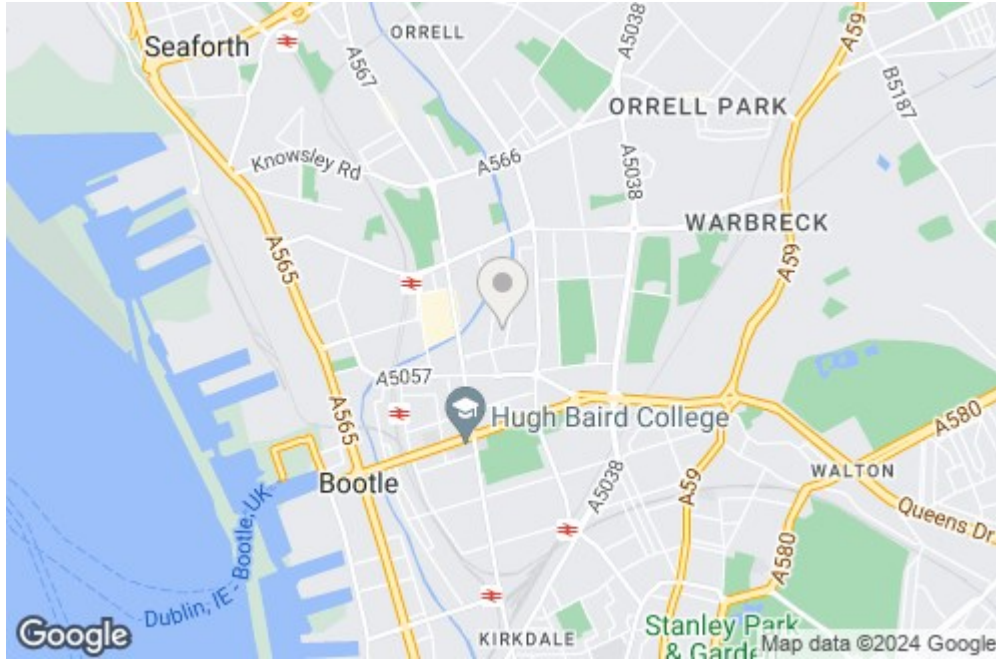 Seaforth
ORRELL
A567
A5038
A59
B5187
ORRELL PARK
Knowsley Rd
A566
A5038
WARBRECK
A565
A59
A5057
A565
Hugh Baird College
A580
Bootle
A5038
A59
WALTON
Queens Dr.
A580
Dublin, IE - Bootle, UK
KIRKDALE
Stanley Park
& Garde
Google
Map data ©2024 Google